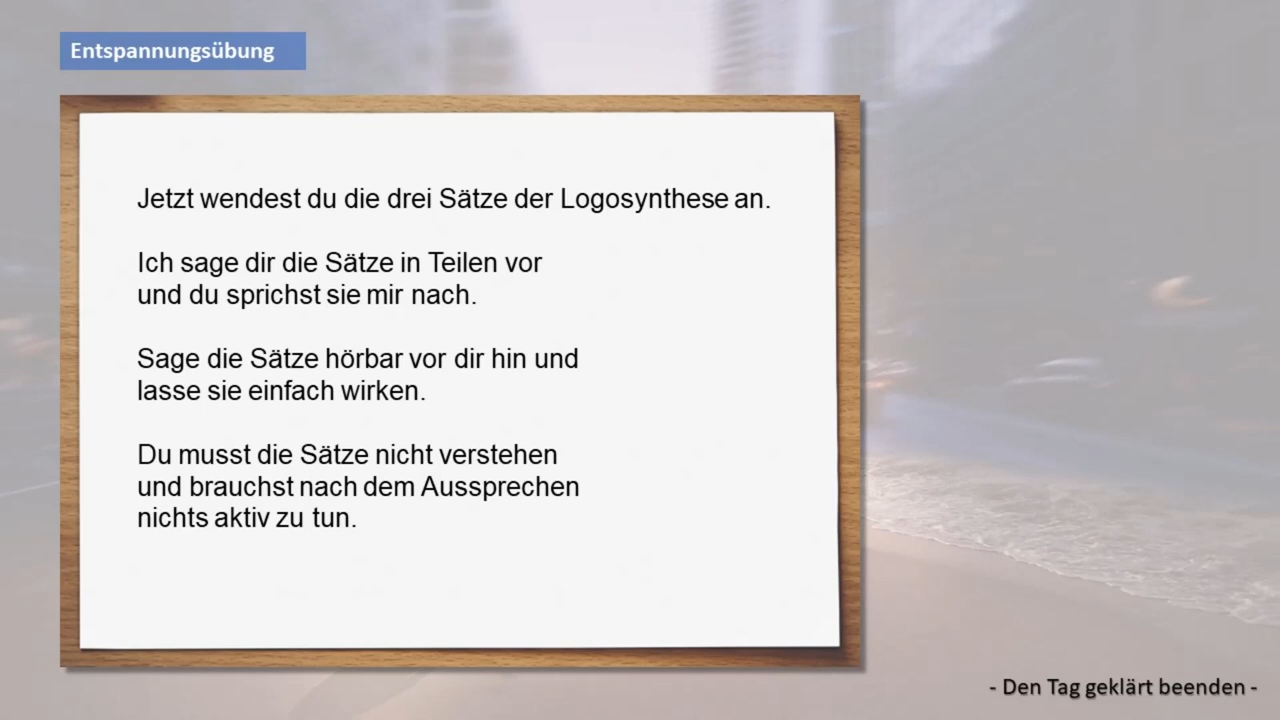 Entspannungsübung
Jetzt wendest du die drei Sätze der Logosynthese an.
Ich sage dir die Sätze in Teilen vor
und du sprichst sie mir nach.
Sage die Sätze hörbar vor dir hin und
lasse sie einfach wirken.
Du musst die Sätze nicht verstehen
und brauchst nach dem Aussprechen
nichts aktiv zu tun.
- Den Tag geklärt beenden -